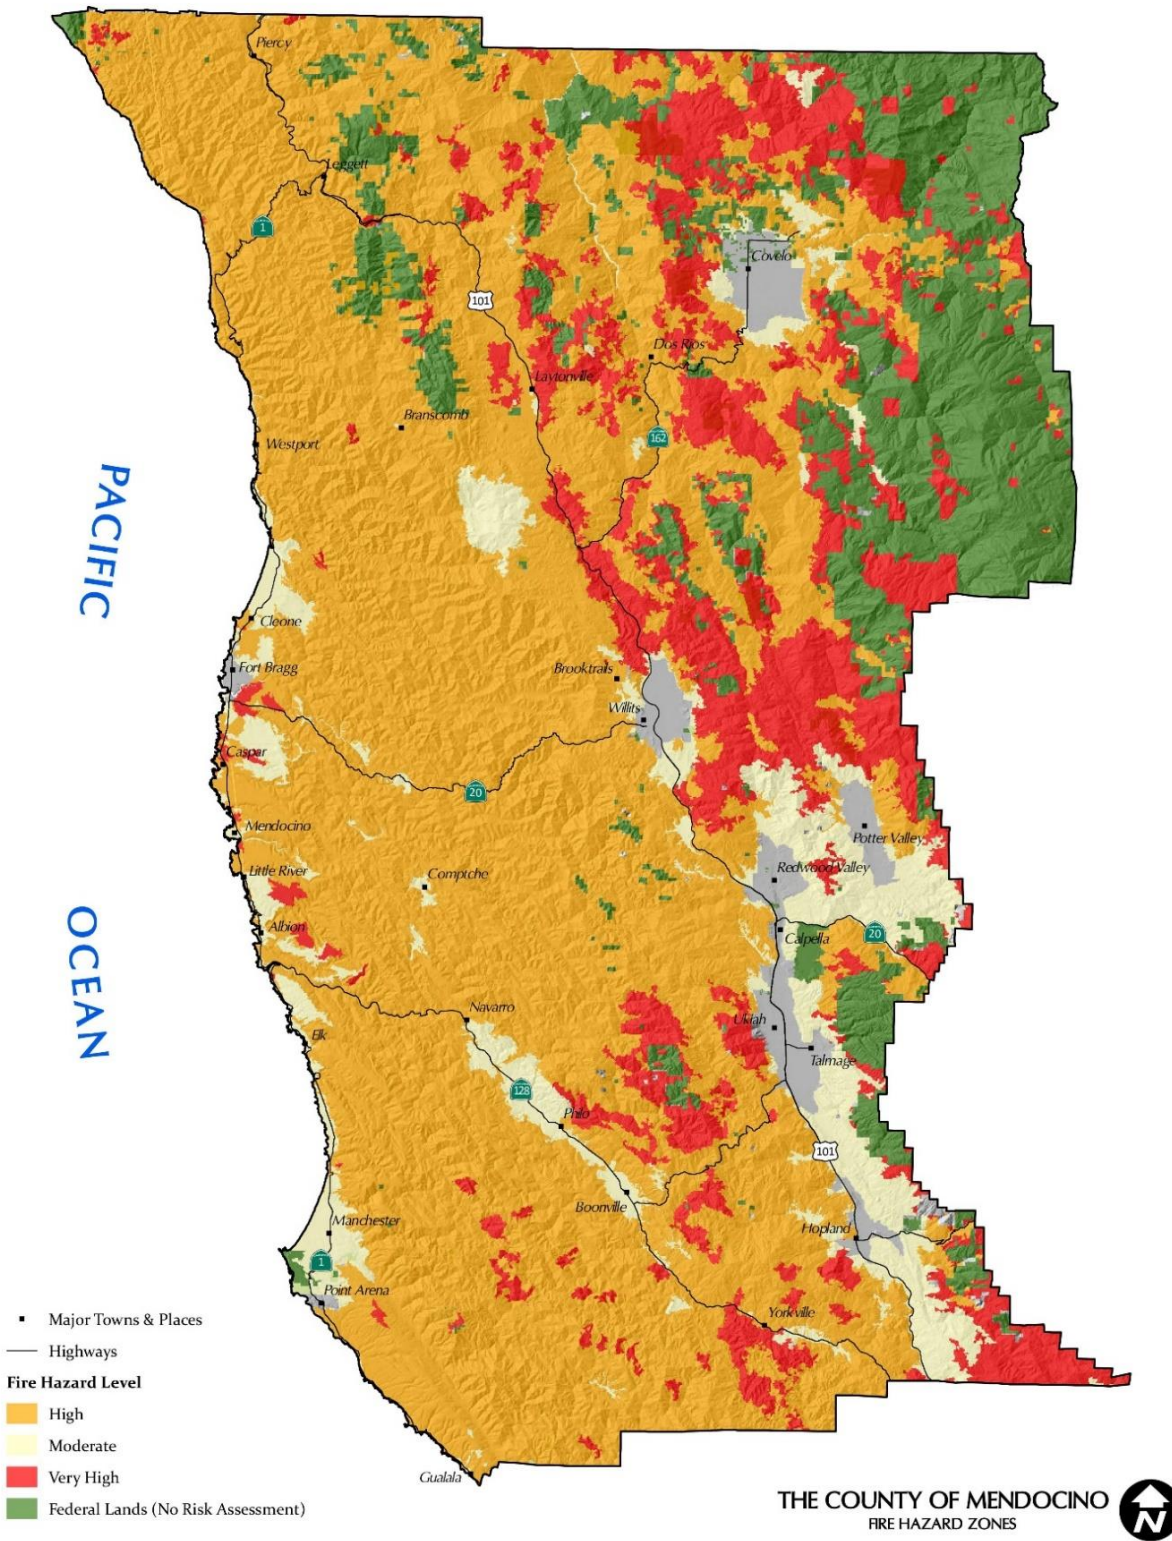 Piercy
Leggett
1
Covelo
101
Dos Rios
Laytonville
Branscomb
162
Westport
PACIFIC
Cleone
Fort Bragg
Brooktrails
Willits
Caspar
20
Mendocino
Potter Valley
Little River
Comptche
Redwood Valley
Albion
OCEAN
Calpella
20
Navarro
Elk
Ukiah
Talmage
128
Philo
101
Boonville
Manchester
Hopland
1
Point Arena
Yorkville
Major Towns & Places
Highways
Fire Hazard Level
High
Moderate
Very High
Federal Lands (No Risk Assessment)
Gualala
THE COUNTY OF MENDOCINO
FIRE HAZARD ZONES
N